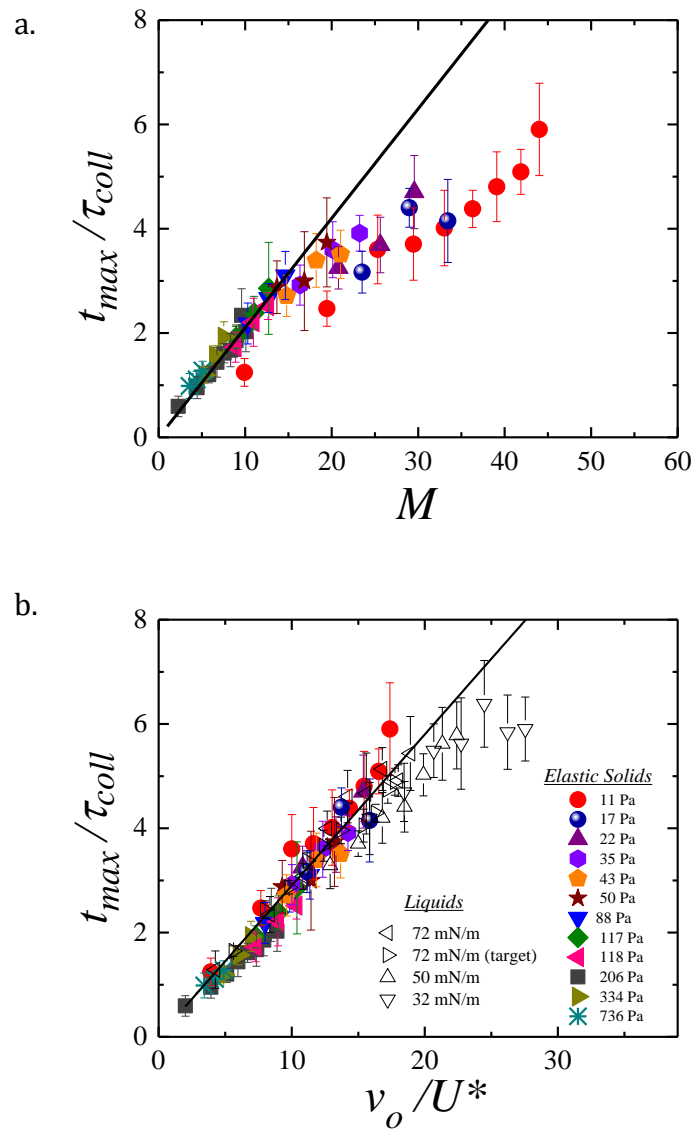 a.
8
6
4
2
0
t_max / τ_coll
0 10 20 30 40 50 60
M
b.
8
6
4
2
0
t_max / τ_coll
0 10 20 30
v_o /U*
Liquids
72 mN/m
72 mN/m (target)
50 mN/m
32 mN/m
Elastic Solids
11 Pa
17 Pa
22 Pa
35 Pa
43 Pa
50 Pa
88 Pa
117 Pa
118 Pa
206 Pa
334 Pa
736 Pa